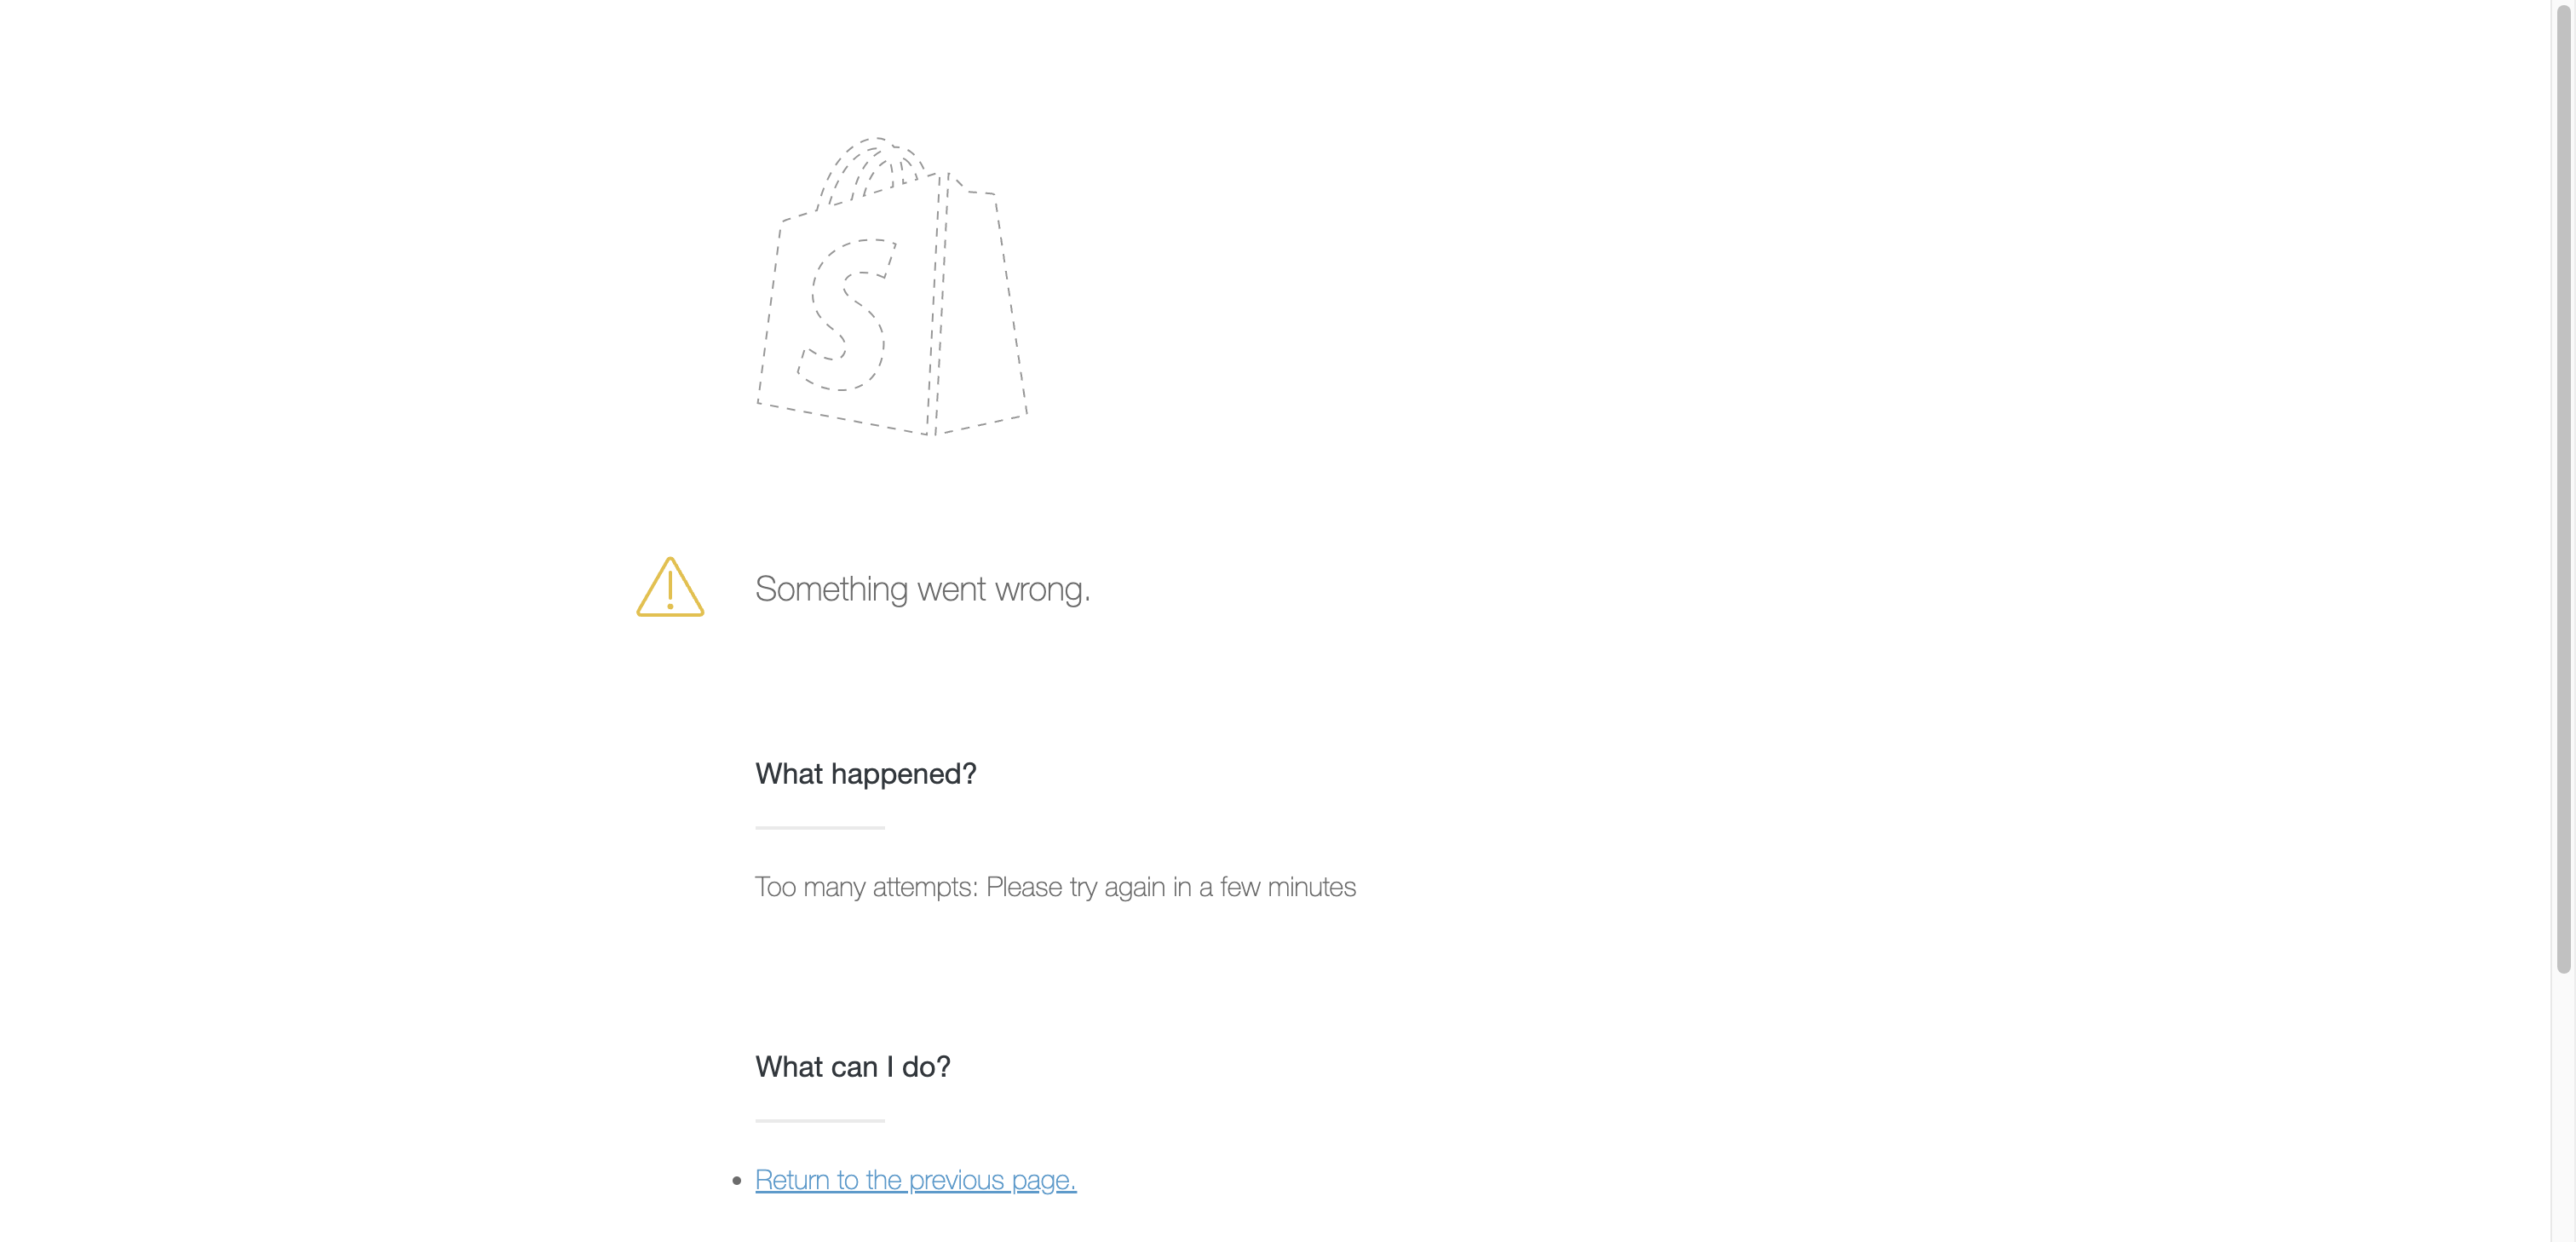 S
Something went wrong.
What happened?
Too many attempts: Please try again in a few minutes
What can I do?
Return to the previous page.